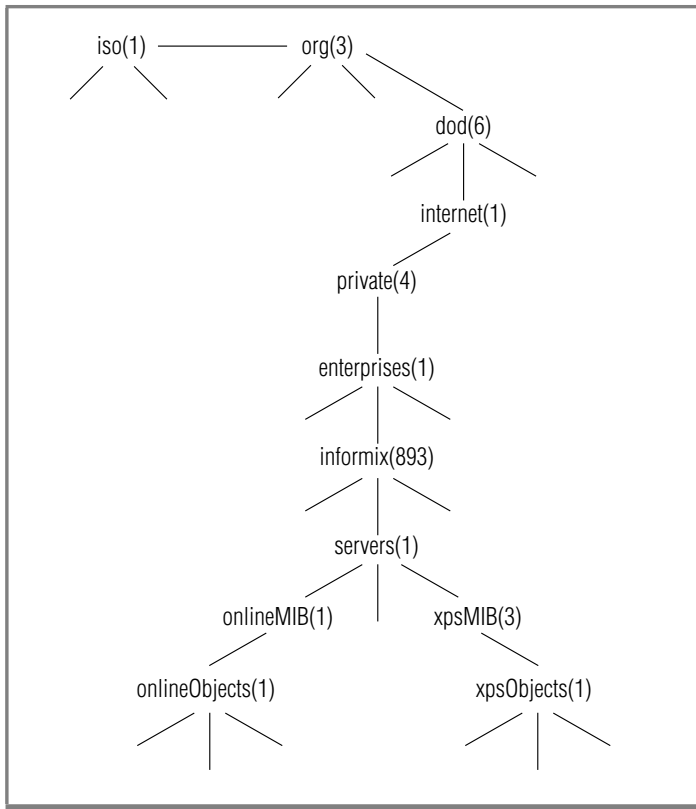 iso(1) org(3)
dod(6)
internet(1)
private(4)
enterprises(1)
informix(893)
servers(1)
onlineMIB(1) xpsMIB(3)
onlineObjects(1) xpsObjects(1)